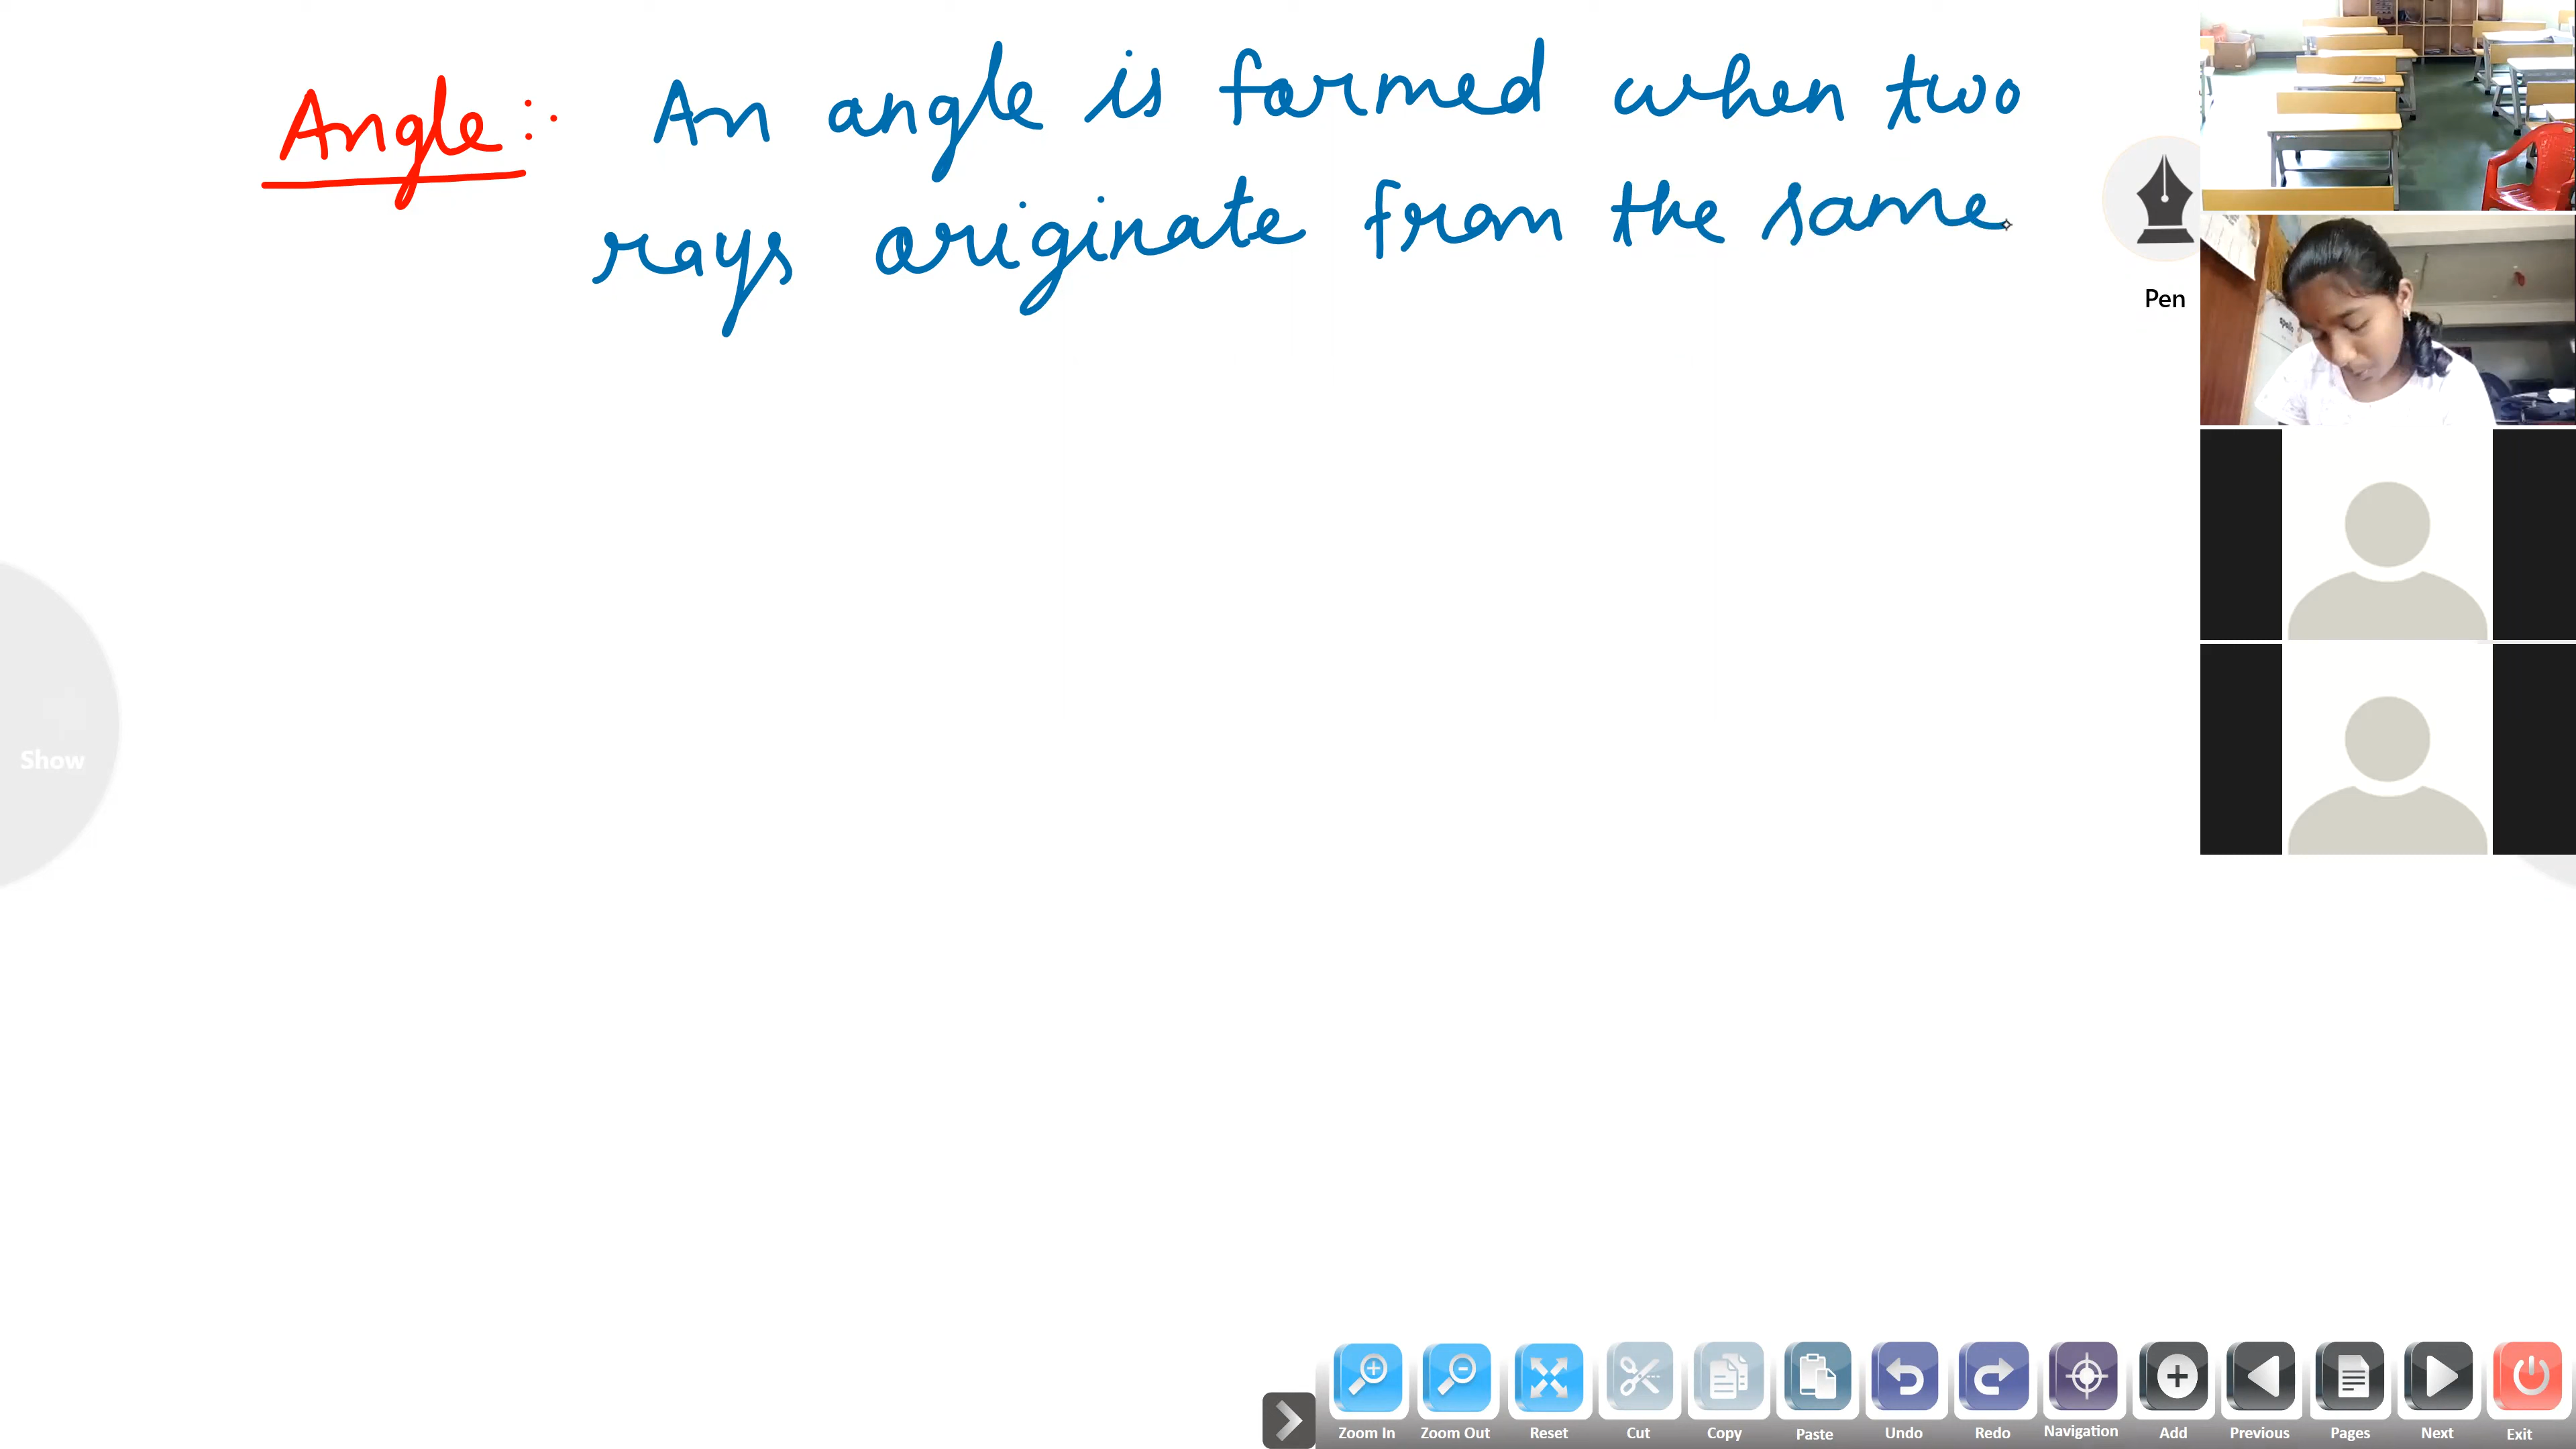 Angle :- An angle is formed when two
rays originate from the same
Pen
Show
Zoom In Zoom Out Reset Cut Copy Paste Undo Redo Navigation Add Previous Pages Next Exit